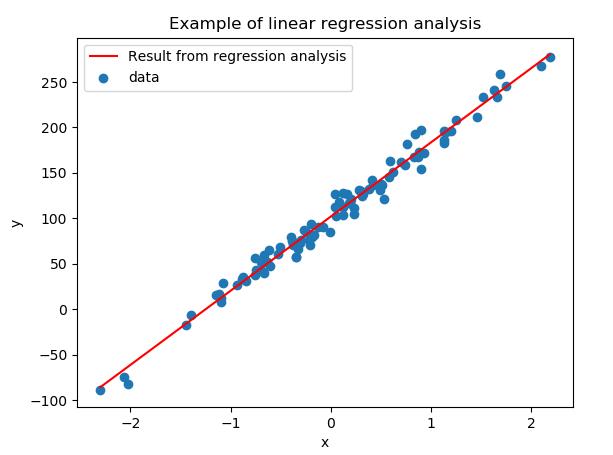 Example of linear regression analysis
Result from regression analysis
data
250
200
150
100
50
0
−50
−100
y
−2
−1
0
1
2
x